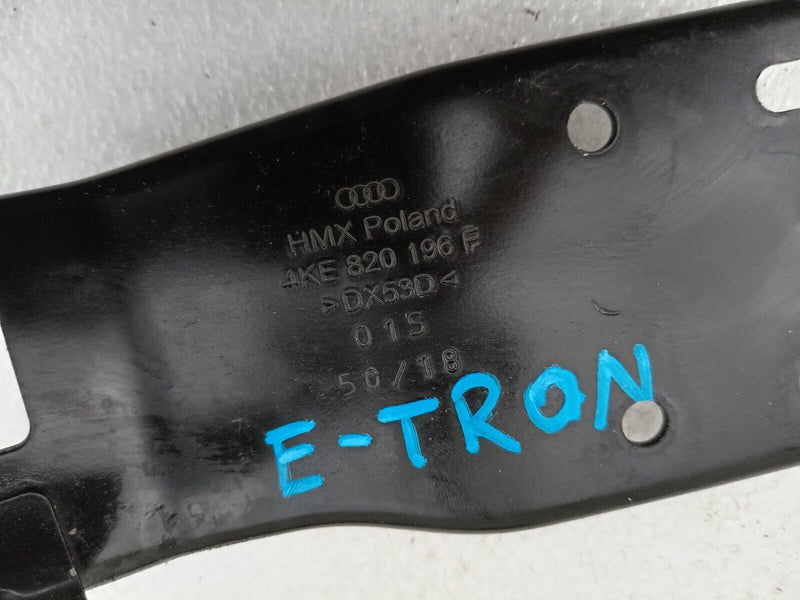 HMX Poland
4KE 820 196 F
>DX53D<
015
50/18
E-TRON